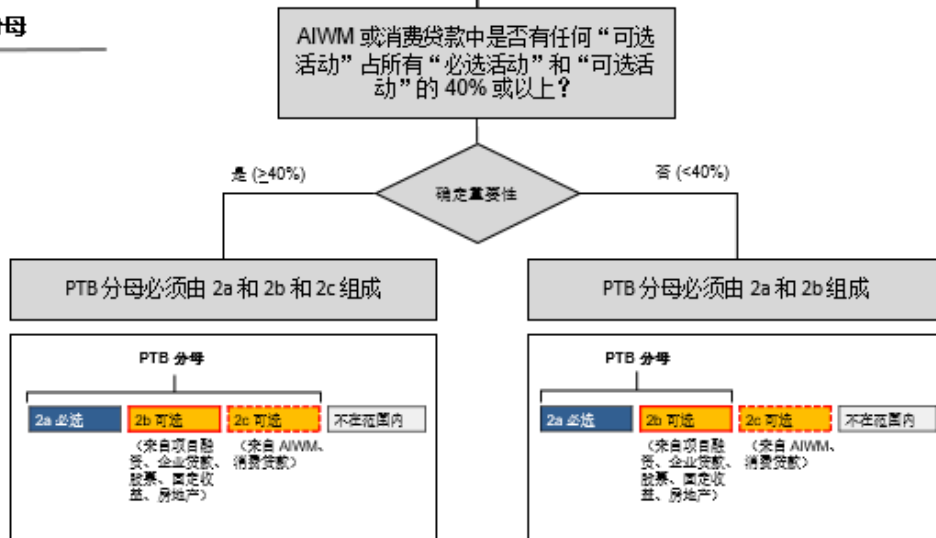 母
AIWM 或消费贷款中是否有任何“可选
活动”占所有“必选活动”和“可选活
动”的 40% 或以上？
是 (≥40%)
否 (<40%)
确定重要性
PTB 分母必须由 2a 和 2b 和 2c 组成
PTB 分母必须由 2a 和 2b 组成
PTB 分母
2a 必选
2b 可选
2c 可选
不在范围内
（来自项目融
资、企业贷款、
股票、固定收
益、房地产）
（来自 AIWM、
消费贷款）
PTB 分母
2a 必选
2b 可选
2c 可选
不在范围内
（来自项目融
资、企业贷款、
股票、固定收
益、房地产）
（来自 AIWM、
消费贷款）